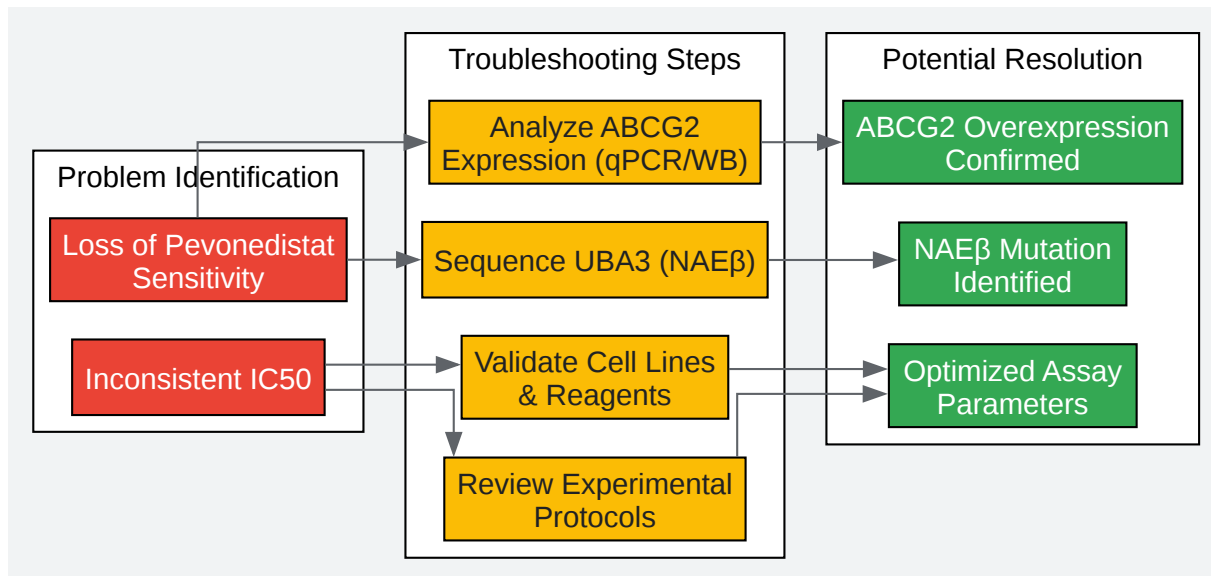 Problem Identification
Loss of Pevonedistat
Sensitivity
Inconsistent IC50
Troubleshooting Steps
Analyze ABCG2
Expression (qPCR/WB)
Sequence UBA3 (NAEβ)
Validate Cell Lines
& Reagents
Review Experimental
Protocols
Potential Resolution
ABCG2 Overexpression
Confirmed
NAEβ Mutation
Identified
Optimized Assay
Parameters